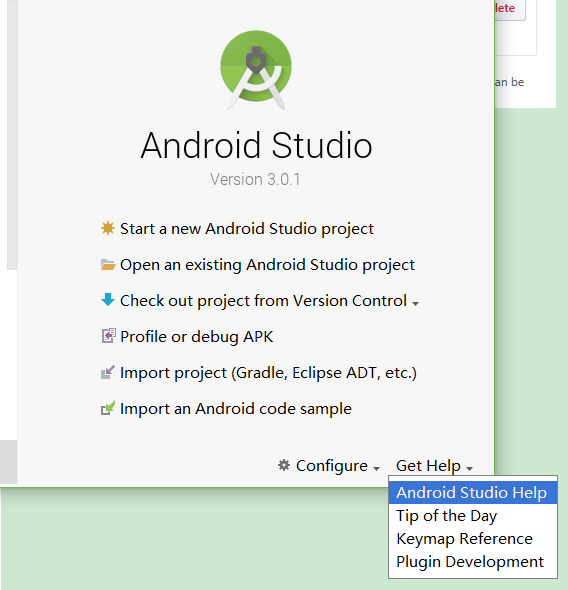 lete
an be
Android Studio
Version 3.0.1
Start a new Android Studio project
Open an existing Android Studio project
Check out project from Version Control
Profile or debug APK
Import project (Gradle, Eclipse ADT, etc.)
Import an Android code sample
Configure Get Help
Android Studio Help
Tip of the Day
Keymap Reference
Plugin Development